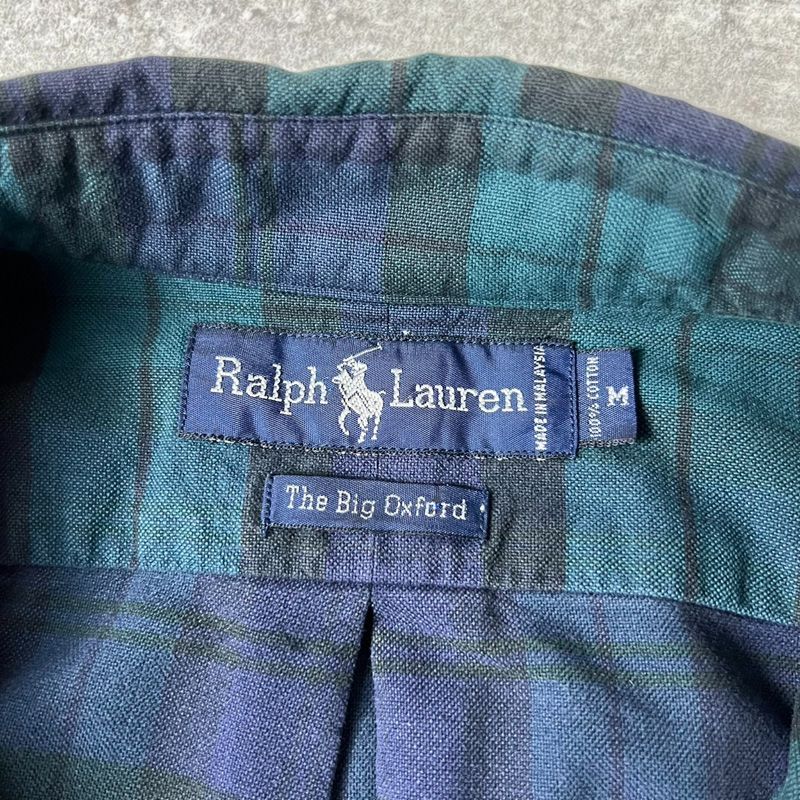 Ralph Lauren
MADE IN MALAYSIA
100% COTTON
M
The Big Oxford